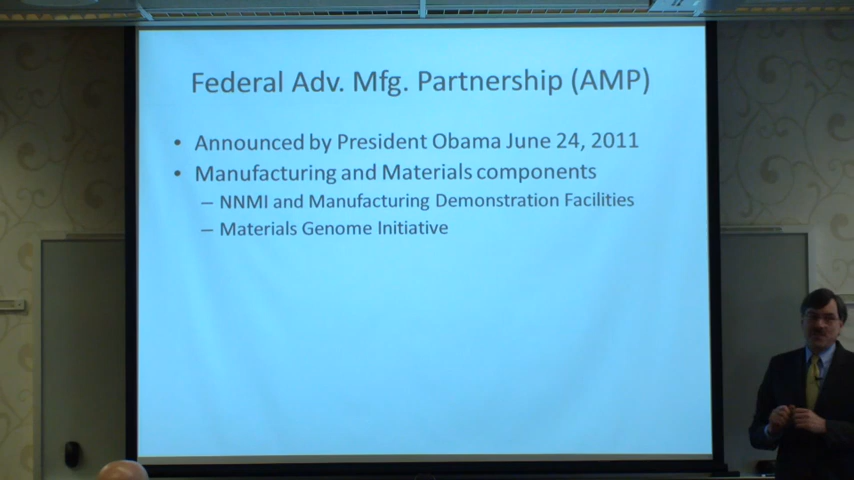 Federal Adv. Mfg. Partnership (AMP)
• Announced by President Obama June 24, 2011
• Manufacturing and Materials components
– NNMI and Manufacturing Demonstration Facilities
– Materials Genome Initiative